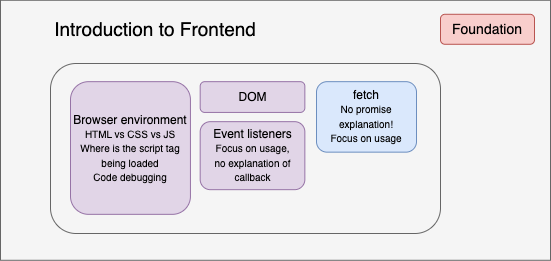 Introduction to Frontend
Foundation
Browser environment
HTML vs CSS vs JS
Where is the script tag
being loaded
Code debugging
DOM
Event listeners
Focus on usage,
no explanation of
callback
fetch
No promise
explanation!
Focus on usage